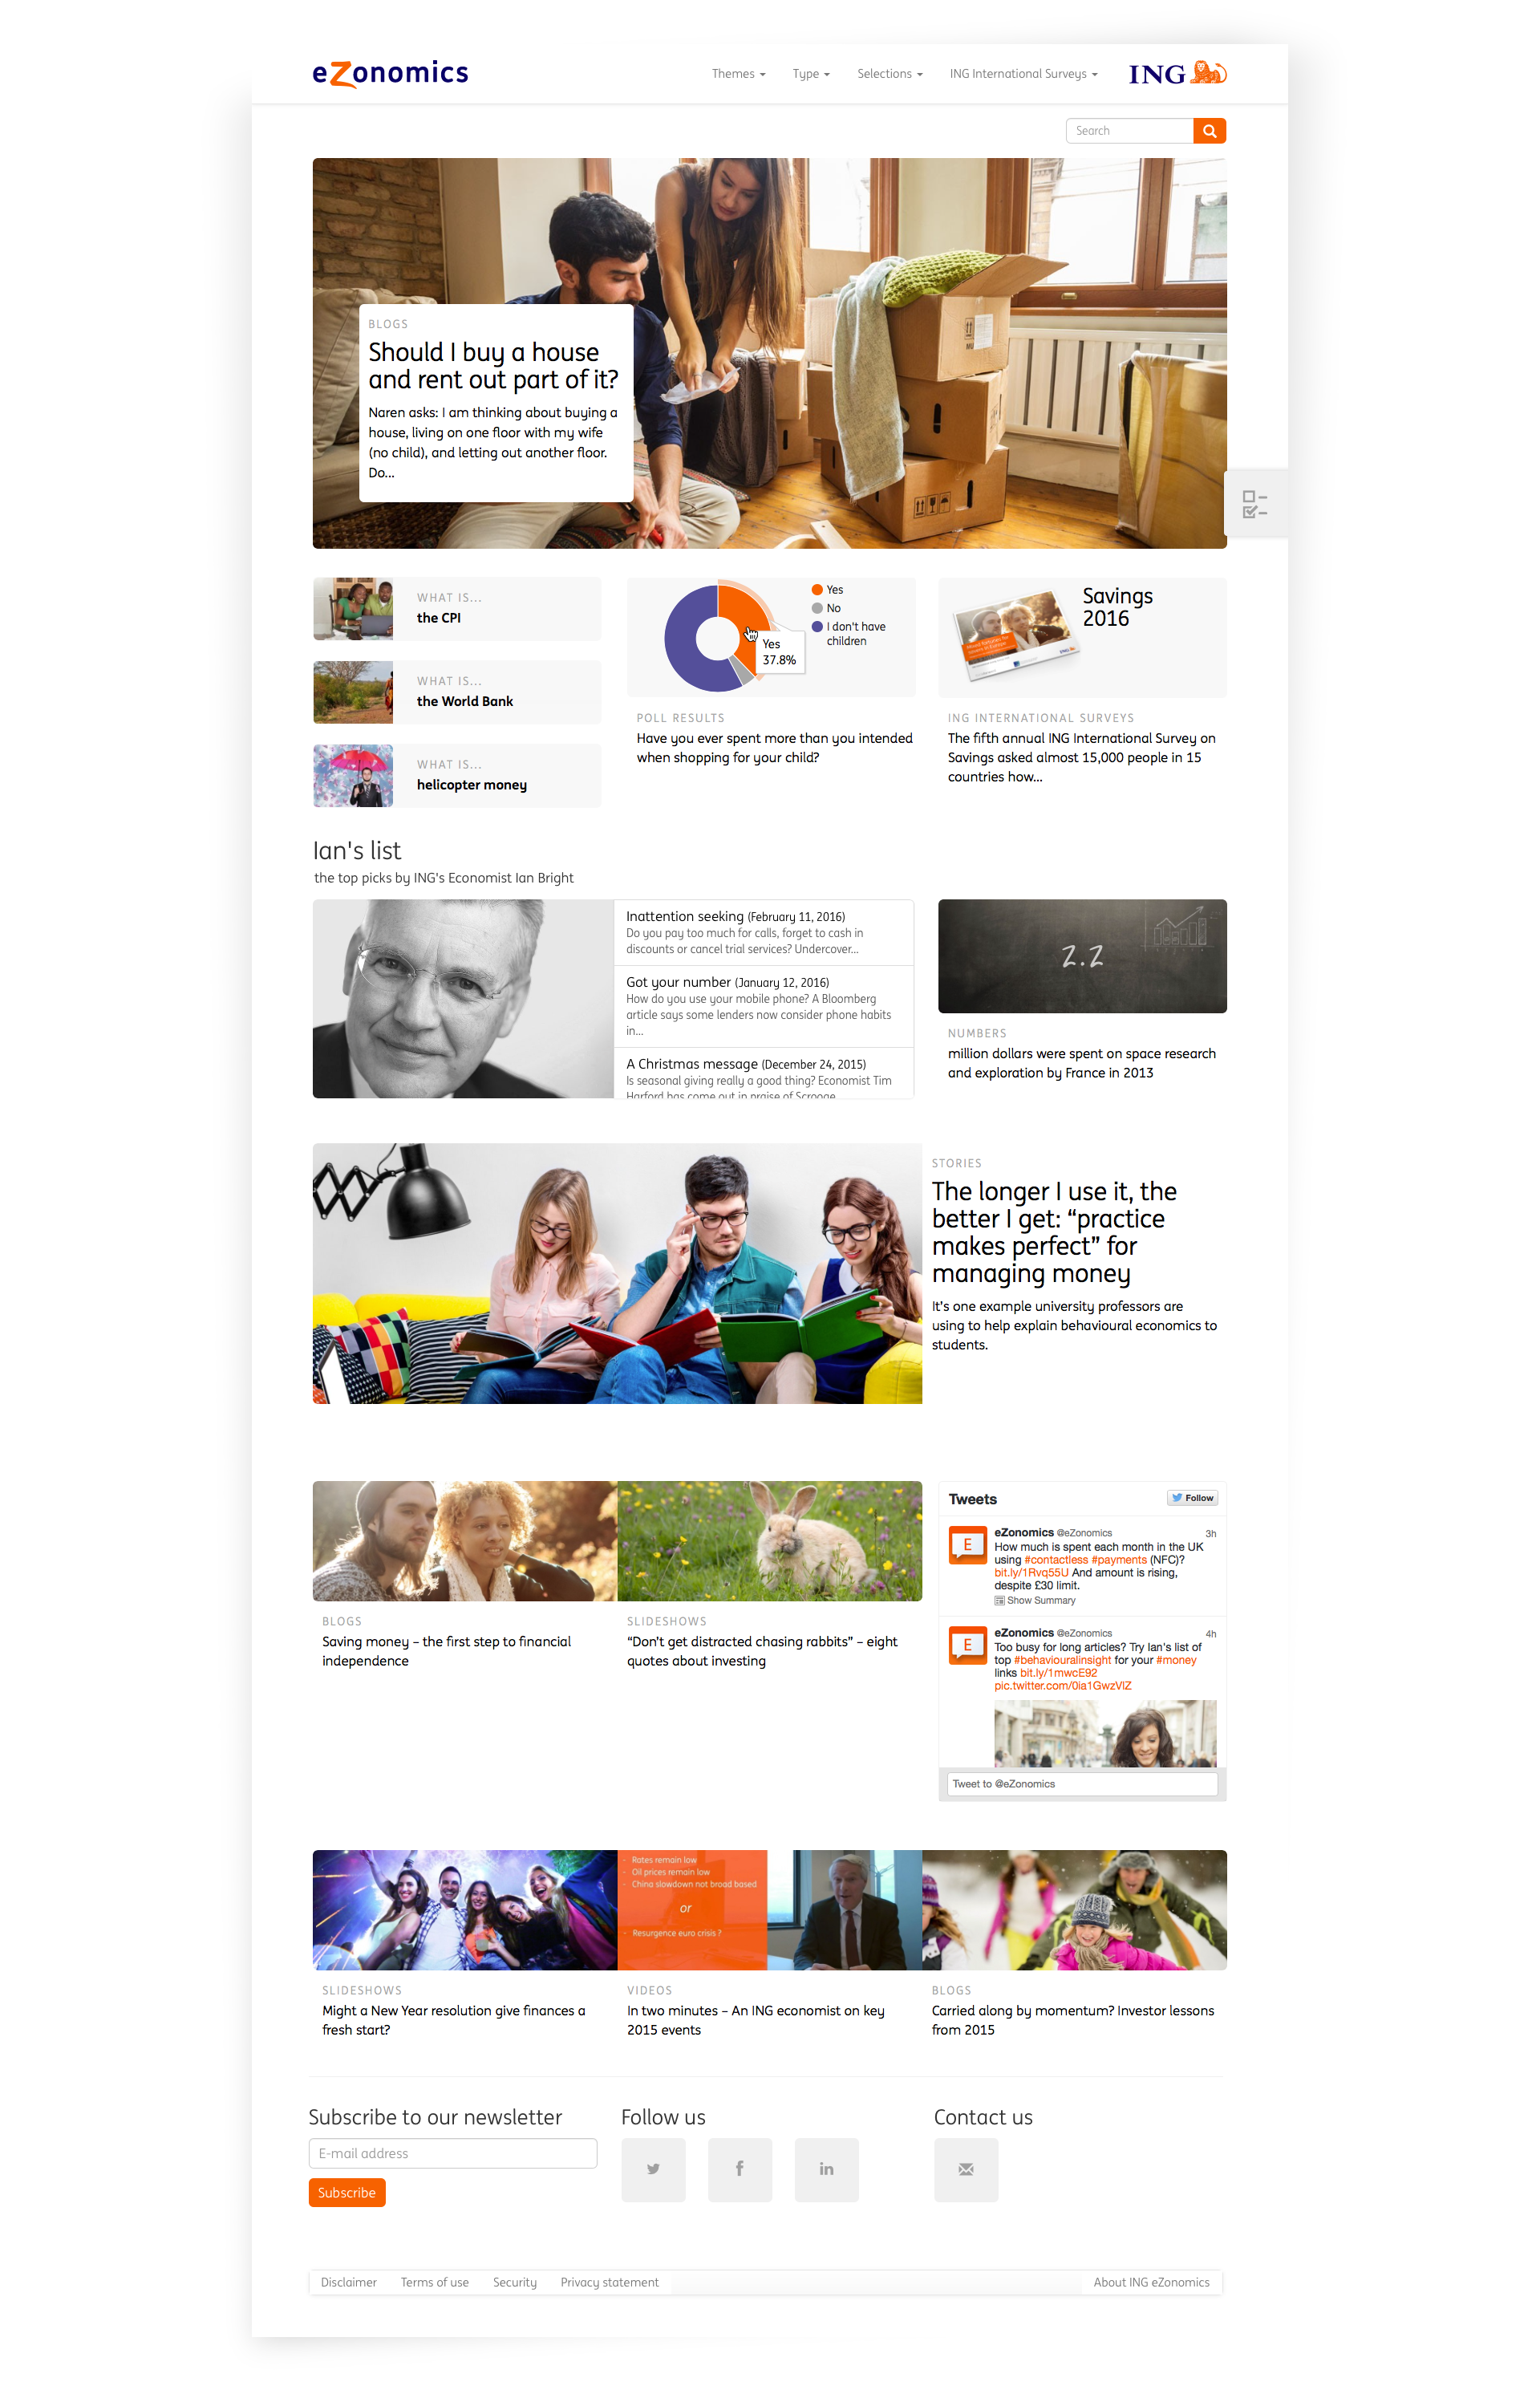 eZonomics
Themes
Type
Selections
ING International Surveys
ING
Search
BLOGS
Should I buy a house
and rent out part of it?
Naren asks: I am thinking about buying a
house, living on one floor with my wife
(no child), and letting out another floor.
Do...
WHAT IS...
the CPI
WHAT IS...
the World Bank
WHAT IS...
helicopter money
Yes
No
I don't have
children
Yes
37.8%
POLL RESULTS
Have you ever spent more than you intended
when shopping for your child?
Savings
2016
ING INTERNATIONAL SURVEYS
The fifth annual ING International Survey on
Savings asked almost 15,000 people in 15
countries how...
Ian's list
the top picks by ING's Economist Ian Bright
Inattention seeking (February 11, 2016)
Do you pay too much for calls, forget to cash in
discounts or cancel trial services? Undercover...
Got your number (January 12, 2016)
How do you use your mobile phone? A Bloomberg
article says some lenders now consider phone habits
in...
A Christmas message (December 24, 2015)
Is seasonal giving really a good thing? Economist Tim
Harford has come out in praise of Scrooge
2.2
NUMBERS
million dollars were spent on space research
and exploration by France in 2013
STORIES
The longer I use it, the
better I get: “practice
makes perfect” for
managing money
It's one example university professors are
using to help explain behavioural economics to
students.
BLOGS
Saving money – the first step to financial
independence
SLIDESHOWS
“Don't get distracted chasing rabbits” – eight
quotes about investing
Tweets
Follow
E
eZonomics @eZonomics 3h
How much is spent each month in the UK
using #contactless #payments (NFC)?
bit.ly/1Rvq55U And amount is rising,
despite £30 limit.
Show Summary
E
eZonomics @eZonomics 4h
Too busy for long articles? Try Ian's list of
top #behaviouralinsight for your #money
links bit.ly/1mwcE92
pic.twitter.com/0ia1GwzVlZ
Tweet to @eZonomics
- Rates remain low
- Oil prices remain low
- China slowdown not broad based
or
- Resurgence euro crisis ?
SLIDESHOWS
Might a New Year resolution give finances a
fresh start?
VIDEOS
In two minutes – An ING economist on key
2015 events
BLOGS
Carried along by momentum? Investor lessons
from 2015
Subscribe to our newsletter
E-mail address
Subscribe
Follow us
Contact us
Disclaimer
Terms of use
Security
Privacy statement
About ING eZonomics